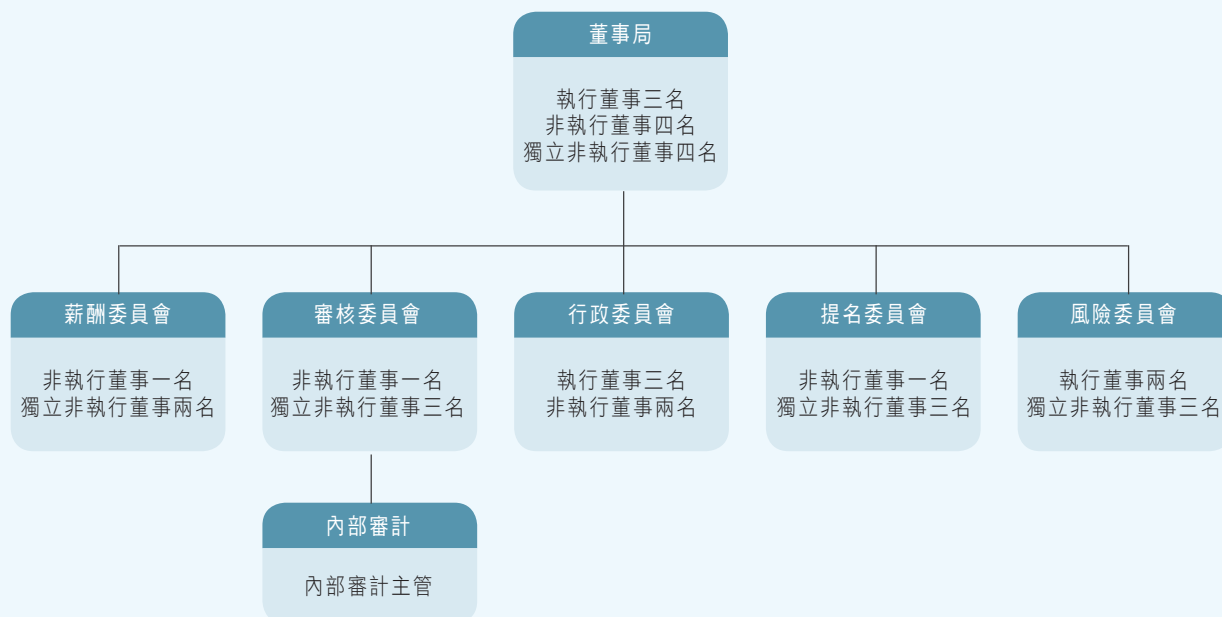 董事局
執行董事三名
非執行董事四名
獨立非執行董事四名
薪酬委員會
非執行董事一名
獨立非執行董事兩名
審核委員會
非執行董事一名
獨立非執行董事三名
行政委員會
執行董事三名
非執行董事兩名
提名委員會
非執行董事一名
獨立非執行董事三名
風險委員會
執行董事兩名
獨立非執行董事三名
內部審計
內部審計主管